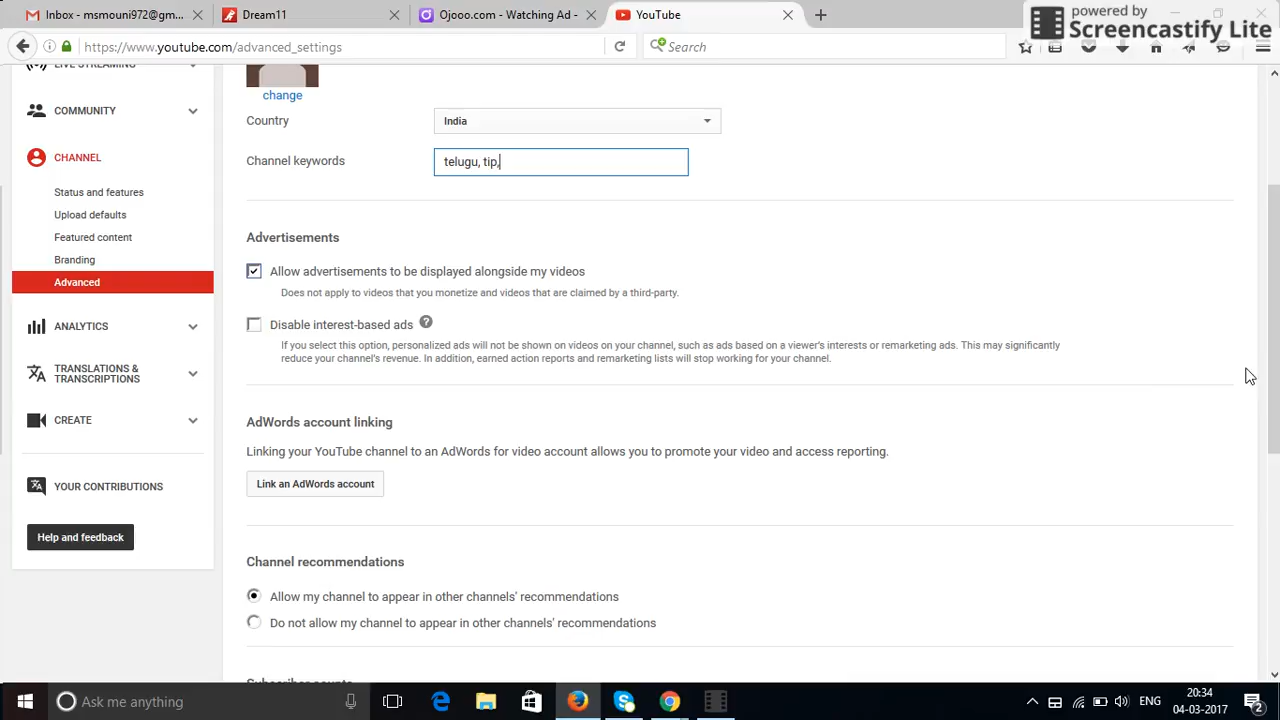 Inbox - msmouni972@gm
Dream11
Ojooo.com - Watching Ad -
YouTube
powered by
Screencastify Lite
https://www.youtube.com/advanced_settings
Search
LIVE STREAMING
COMMUNITY
CHANNEL
Status and features
Upload defaults
Featured content
Branding
Advanced
ANALYTICS
TRANSLATIONS &
TRANSCRIPTIONS
CREATE
YOUR CONTRIBUTIONS
Help and feedback
change
Country
India
Channel keywords
telugu, tip,
Advertisements
Allow advertisements to be displayed alongside my videos
Does not apply to videos that you monetize and videos that are claimed by a third-party.
Disable interest-based ads
If you select this option, personalized ads will not be shown on videos on your channel, such as ads based on a viewer's interests or remarketing ads. This may significantly
reduce your channel's revenue. In addition, earned action reports and remarketing lists will stop working for your channel.
AdWords account linking
Linking your YouTube channel to an AdWords for video account allows you to promote your video and access reporting.
Link an AdWords account
Channel recommendations
Allow my channel to appear in other channels' recommendations
Do not allow my channel to appear in other channels' recommendations
Subscriber counts
Ask me anything
ENG
20:34
04-03-2017
2